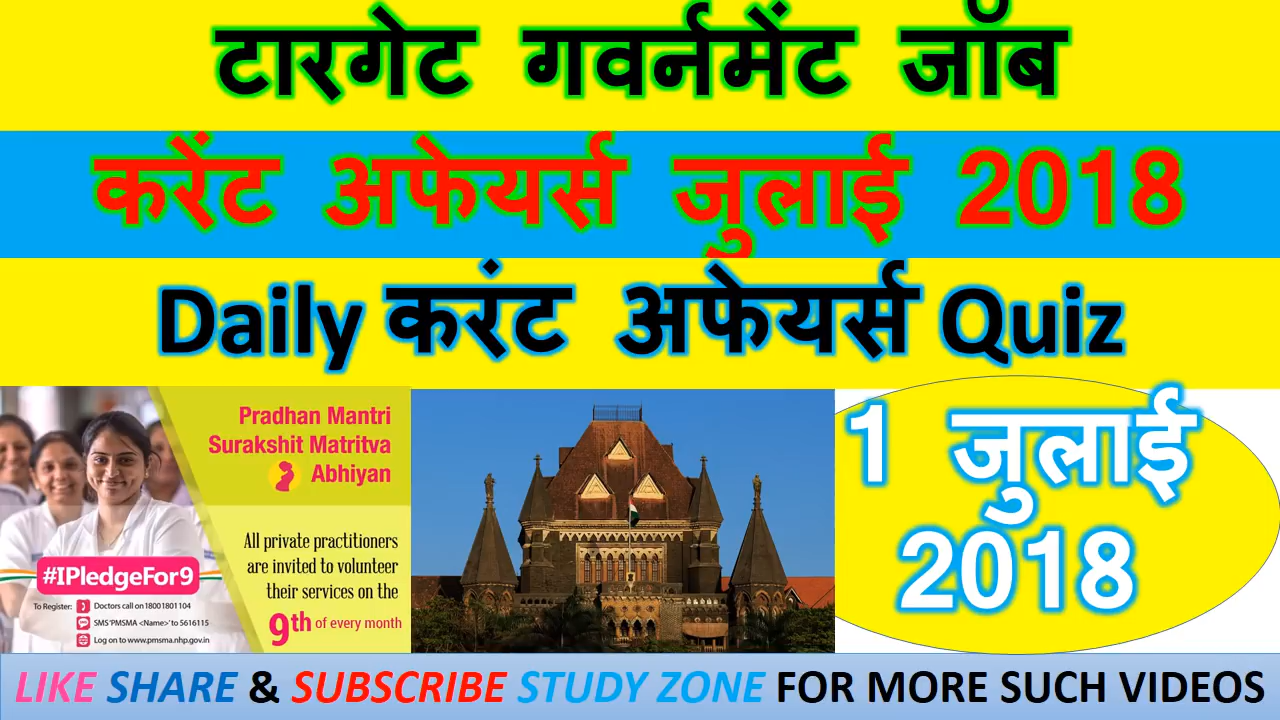 टारगेट गवर्नमेंट जॉब
करेंट अफेयर्स जुलाई 2018
Daily करंट अफेयर्स Quiz
Pradhan Mantri
Surakshit Matritva
Abhiyan
All private practitioners
are invited to volunteer
their services on the
9th of every month
#IPledgeFor9
To Register: Doctors call on 18001801104
SMS 'PMSMA <Name>' to 5616115
Log on to www.pmsma.nhp.gov.in
1 जुलाई
2018
LIKE SHARE & SUBSCRIBE STUDY ZONE FOR MORE SUCH VIDEOS